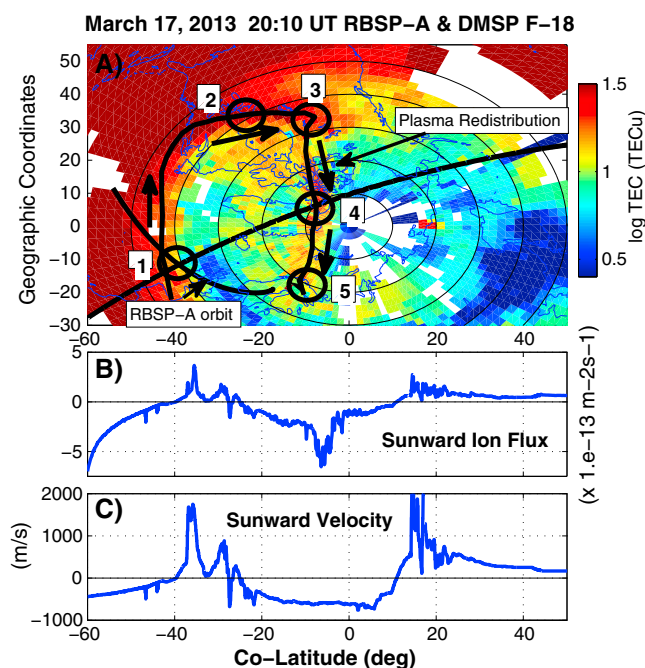 March 17, 2013 20:10 UT RBSP-A & DMSP F-18
A)
50
40
30
20
10
0
-10
-20
-30
Geographic Coordinates
2
3
Plasma Redistribution
4
1
5
RBSP-A orbit
-60 -40 -20 0 20 40
1.5
1
0.5
log TEC (TECu)
B)
5
0
-5
Sunward Ion Flux
(x 1.e-13 m-2s-1)
C)
2000
1000
0
-1000
(m/s)
Sunward Velocity
-60 -40 -20 0 20 40
Co-Latitude (deg)